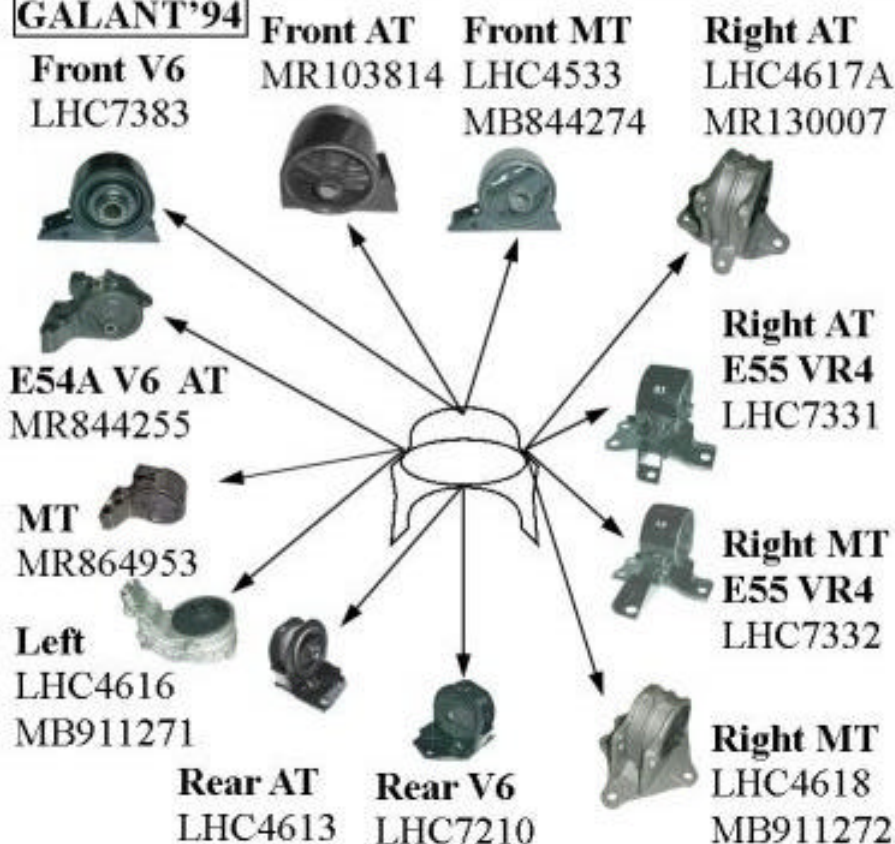 GALANT'94
Front V6
LHC7383
Front AT
MR103814
Front MT
LHC4533
MB844274
Right AT
LHC4617A
MR130007
E54A V6 AT
MR844255
Right AT
E55 VR4
LHC7331
MT
MR864953
Right MT
E55 VR4
LHC7332
Left
LHC4616
MB911271
Rear AT
LHC4613
Rear V6
LHC7210
Right MT
LHC4618
MB911272